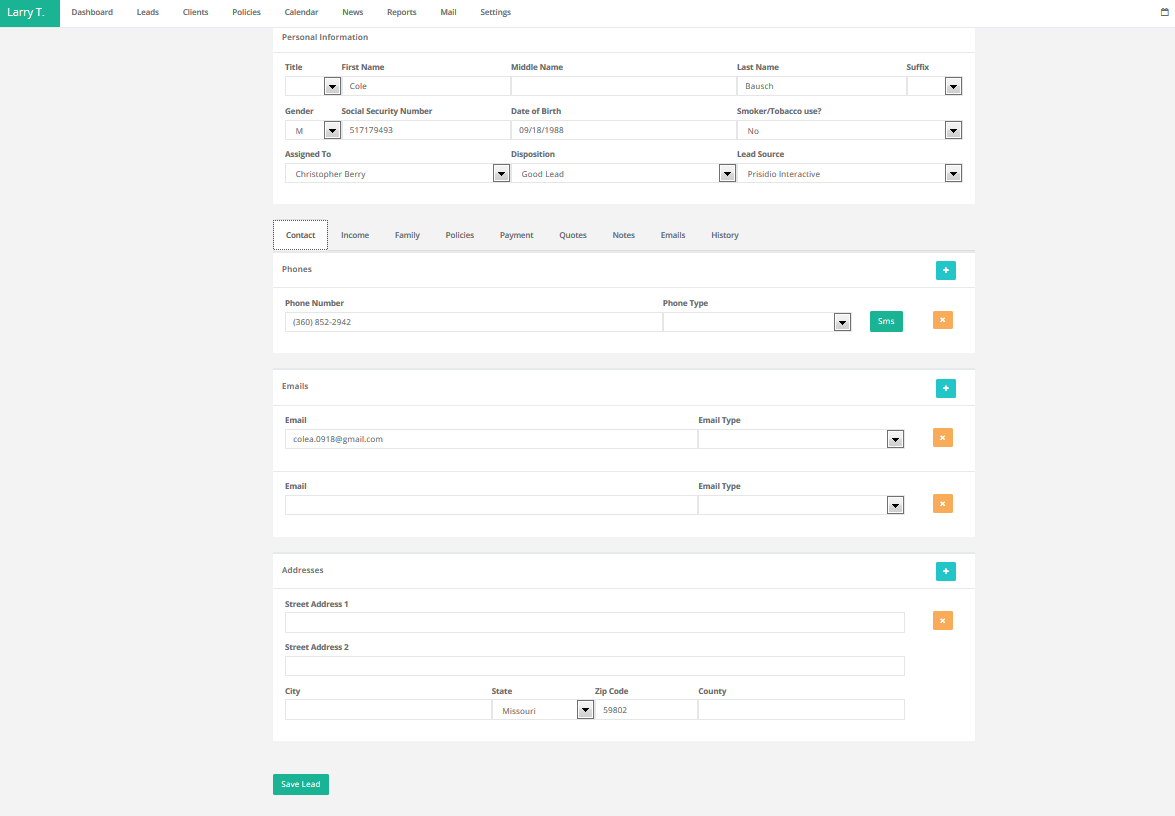 Larry T. Dashboard Leads Clients Policies Calendar News Reports Mail Settings
Personal Information
Title First Name Middle Name Last Name Suffix
Cole Bausch
Gender Social Security Number Date of Birth Smoker/Tobacco use?
M 517179493 09/18/1988 No
Assigned To Disposition Lead Source
Christopher Berry Good Lead Prisidio Interactive
Contact Income Family Policies Payment Quotes Notes Emails History
Phones
Phone Number Phone Type
(360) 852-2942 Sms
Emails
Email Email Type
colea.0918@gmail.com
Email Email Type
Addresses
Street Address 1
Street Address 2
City State Zip Code County
Missouri 59802
Save Lead